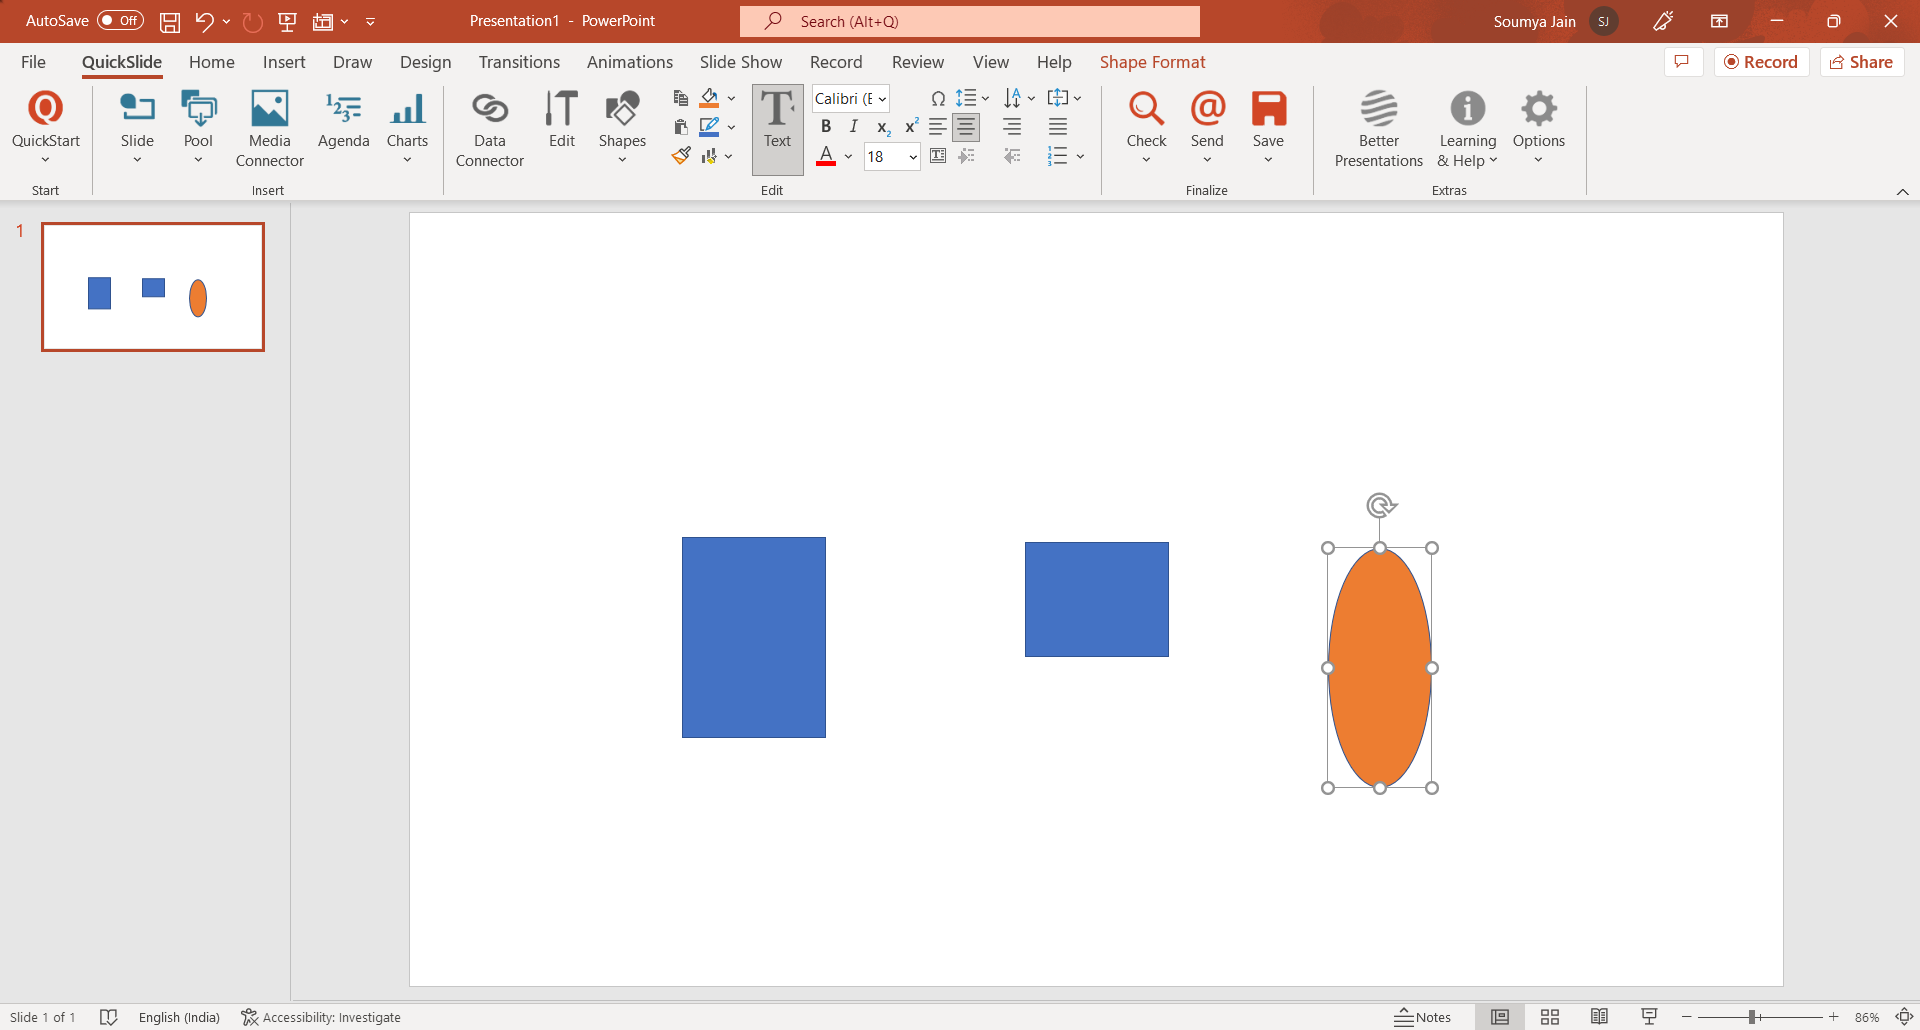 AutoSave Off
Presentation1 - PowerPoint
Search (Alt+Q)
Soumya Jain SJ
File QuickSlide Home Insert Draw Design Transitions Animations Slide Show Record Review View Help Shape Format
Record Share
QuickStart
Start
Slide Pool Media Connector Agenda Charts
Insert
Data Connector Edit Shapes
Text
Calibri (
18
Edit
Check Send Save
Finalize
Better Presentations Learning & Help Options
Extras
1
Slide 1 of 1 English (India) Accessibility: Investigate
Notes 86%